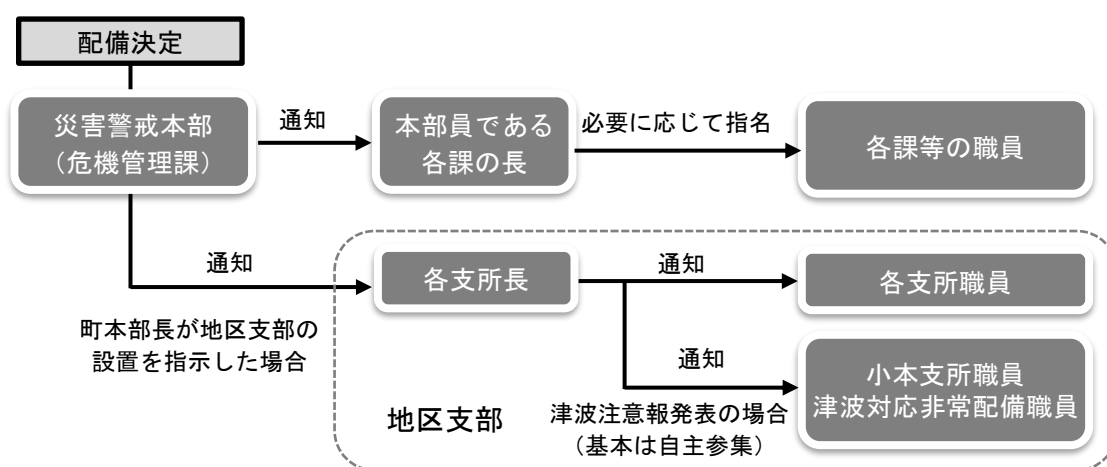 配備決定
災害警戒本部
（危機管理課）
通知
本部員である
各課の長
必要に応じて指名
各課等の職員
通知
町本部長が地区支部の
設置を指示した場合
各支所長
通知
各支所職員
通知
津波注意報発表の場合
（基本は自主参集）
小本支所職員
津波対応非常配備職員
地区支部